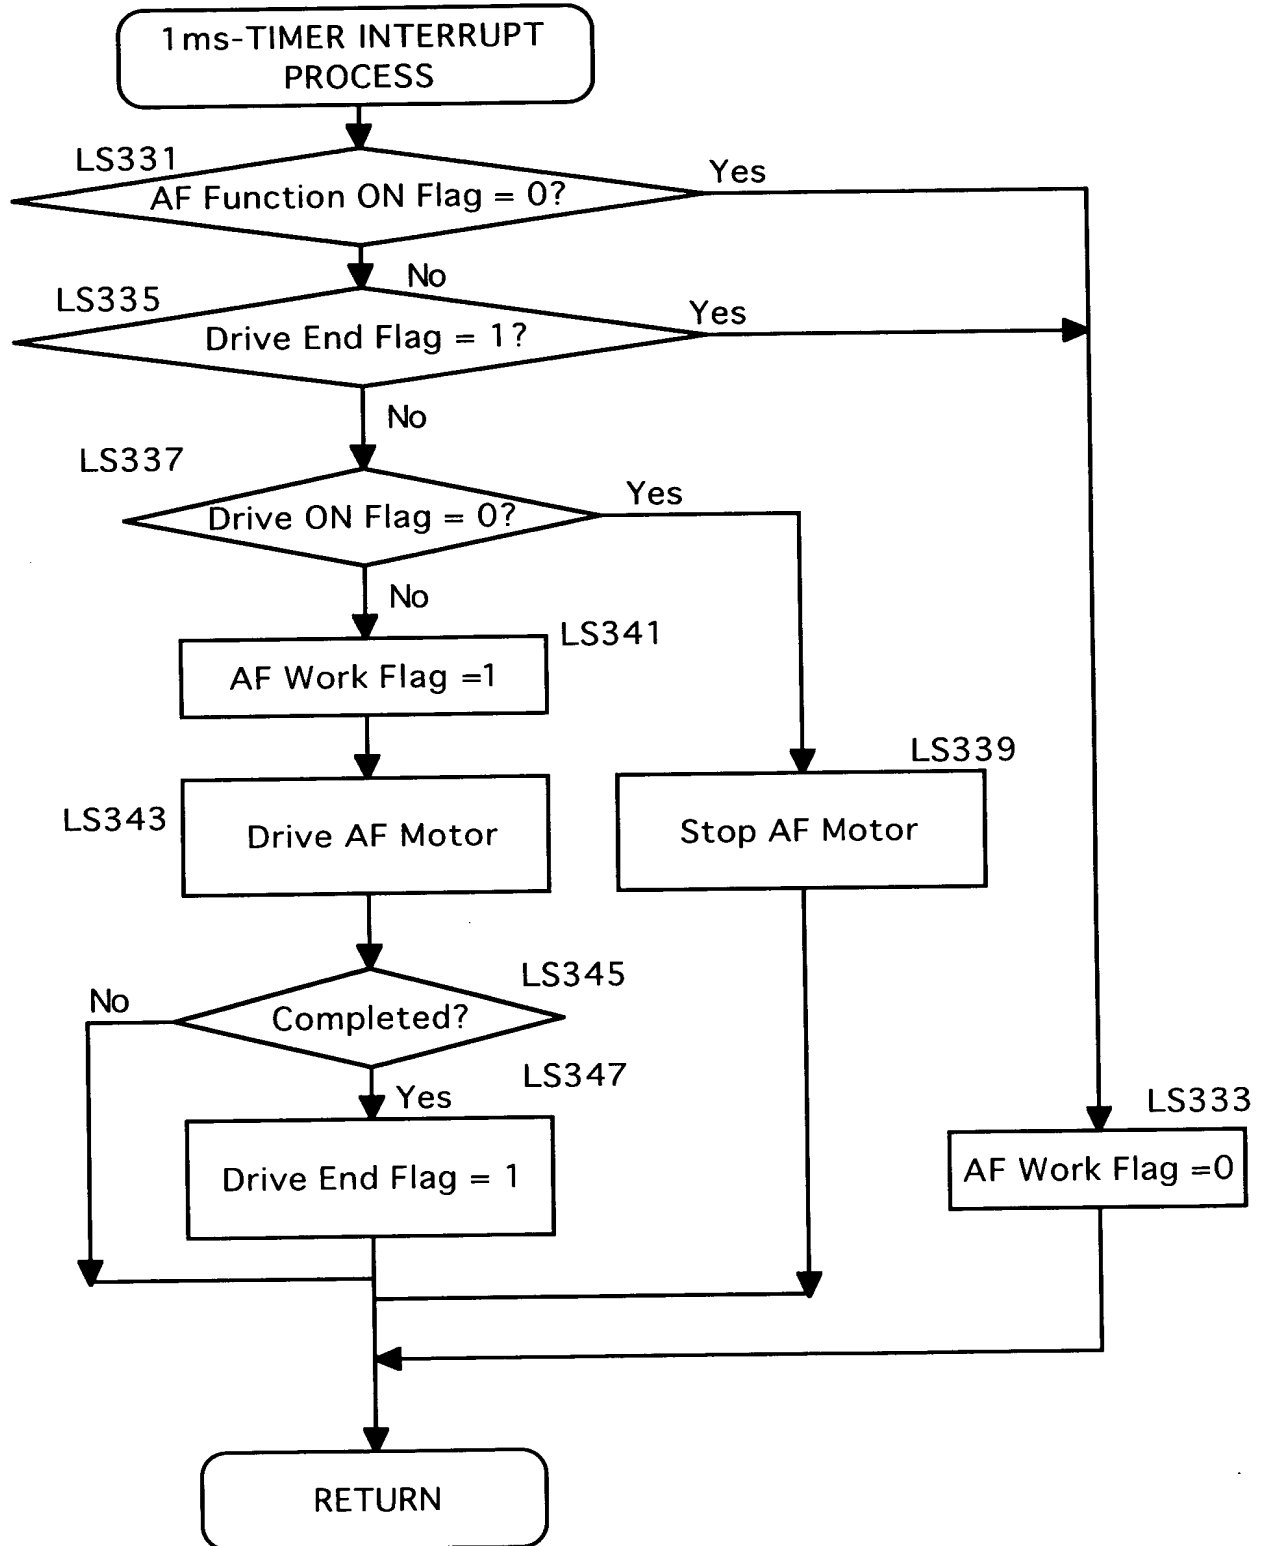 1ms-TIMER INTERRUPT
PROCESS
LS331
AF Function ON Flag = 0?
Yes
No
LS335
Drive End Flag = 1?
Yes
No
LS337
Drive ON Flag = 0?
Yes
No
LS341
AF Work Flag =1
LS339
LS343
Drive AF Motor
Stop AF Motor
LS345
No
Completed?
LS347
Yes
LS333
Drive End Flag = 1
AF Work Flag =0
RETURN